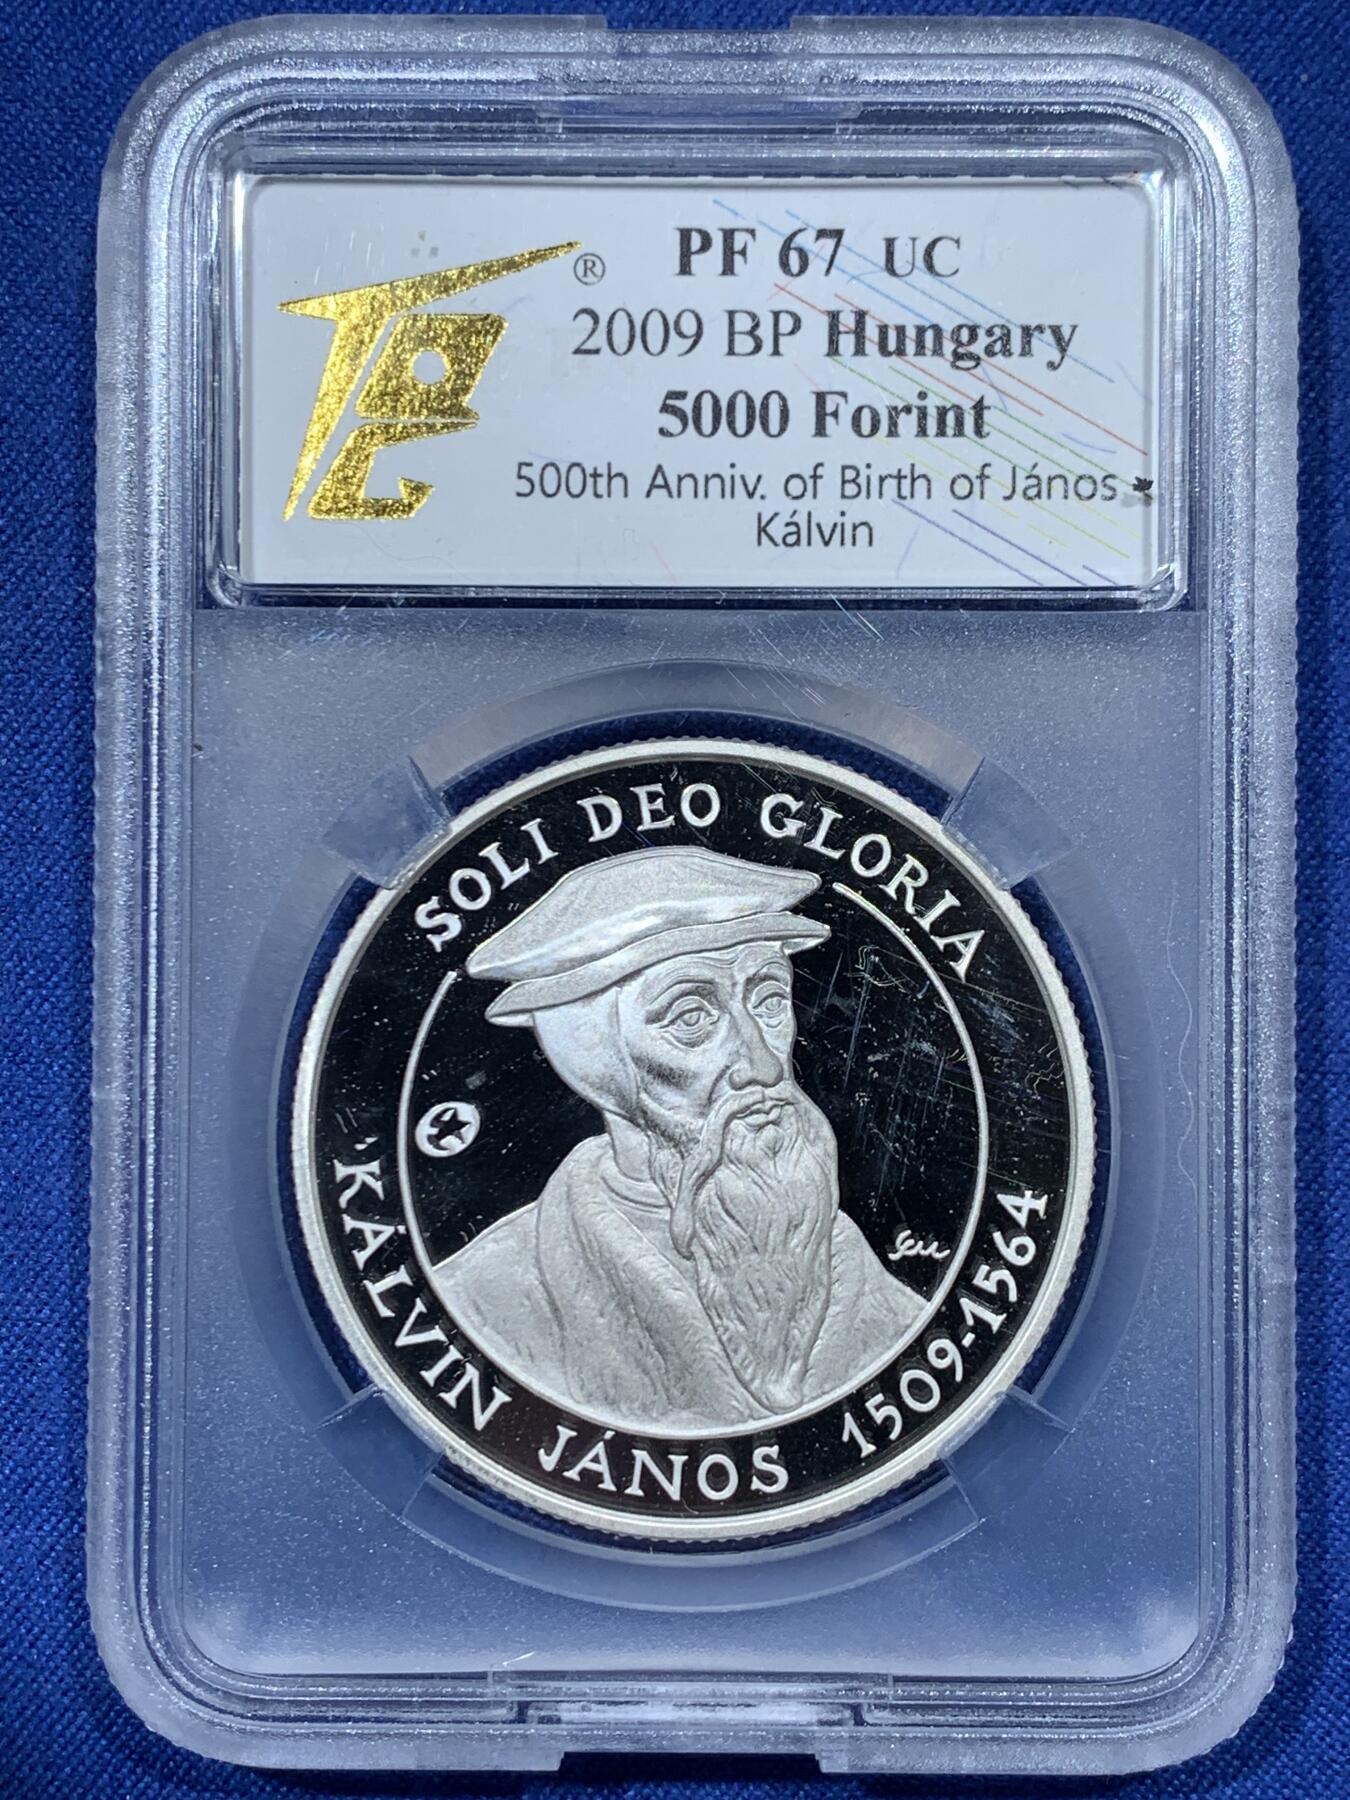 ® PF 67 UC
2009 BP Hungary
5000 Forint
500th Anniv. of Birth of János
Kálvin
SOLI DEO GLORIA
KÁLVIN JÁNOS 1509-1564